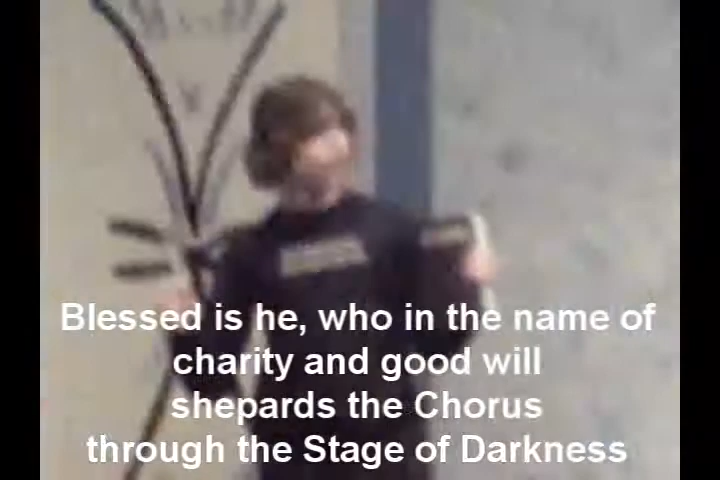 Blessed is he, who in the name of
charity and good will
shepards the Chorus
through the Stage of Darkness